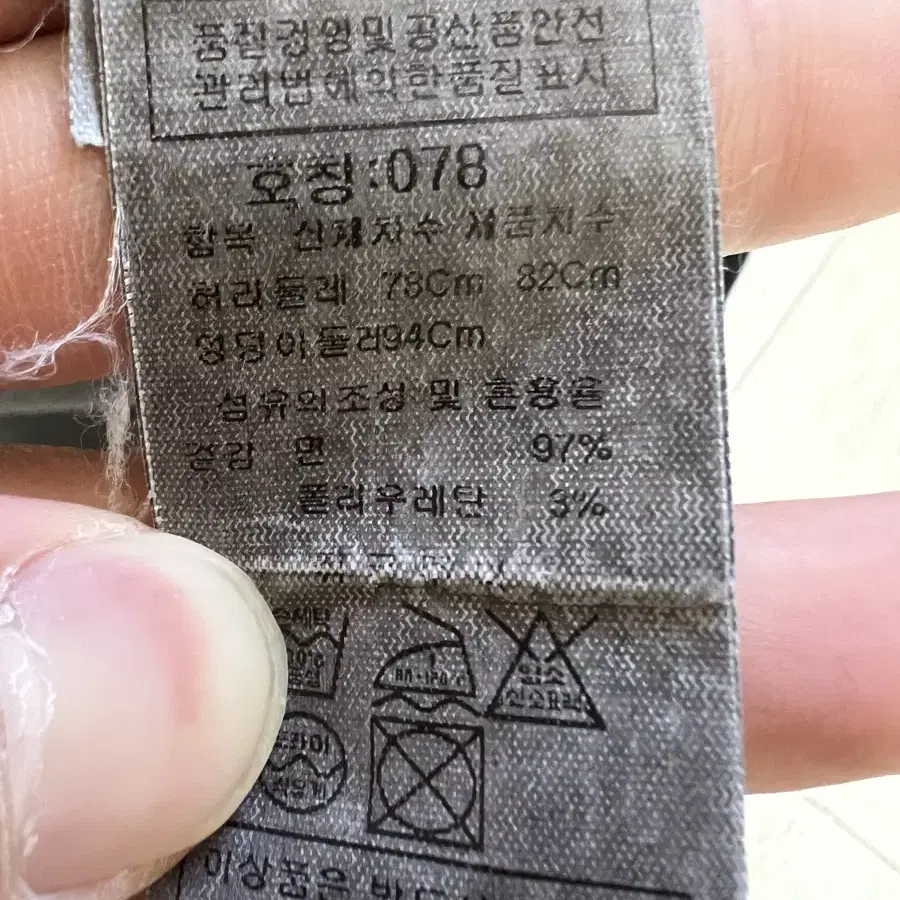 품질경영및 공산품안전
관리법에의한품질표시
호칭:078
항목 신체치수 제품치수
허리둘레 78Cm 82Cm
엉덩이둘레94Cm
섬유의조성 및 혼용율
겉감 면 97%
폴리우레탄 3%
염소
산소표백
드라이
석유계
이상품은